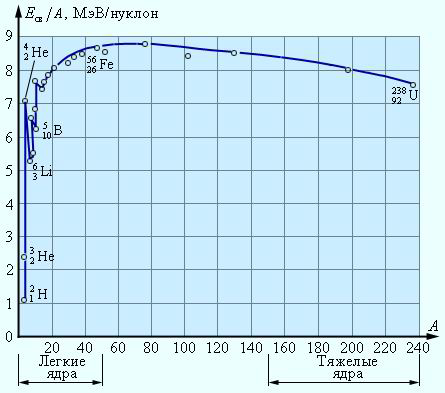 Eсв/A, МэВ/нуклон
9
8
7
6
5
4
3
2
1
0
4 2 He
56 26 Fe
238 92 U
5 10 B
6 3 Li
3 2 He
2 1 H
A
20 40 60 80 100 120 140 160 180 200 220 240
Легкие ядра
Тяжелые ядра